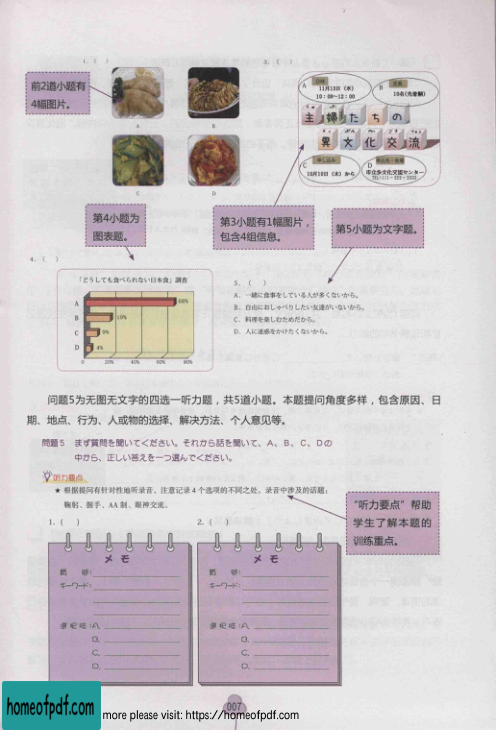 1. ( )
2. ( )
前2道小题有
4幅图片。
A
B
C
D
A
日時
11月13日（水）
10：00～12：00
B
定員
10名(先着順)
主婦たちの
異文化交流
C
申し込み
10月10日（木）から
D
市立多文化交流センター
第4小题为
图表题。
第3小题有1幅图片，
包含4组信息。
第5小题为文字题。
4. ( )
「どうしても食べられない日本食」調査
A
B
C
D
66%
19%
9%
4%
0 20% 40% 60% 80%
5. ( )
A. 一緒に食事をしている人が多くないから。
B. 自由におしゃべりしたい友達がいないから。
C. 料理を楽しむためだから。
D. 人に迷惑をかけたくないから。
问题5为无图无文字的四选一听力题，共5道小题。本题提问角度多样，包含原因、日
期、地点、行为、人或物的选择、解决方法、个人意见等。
問題5 まず質問を聞いてください。それから話を聞いて、A、B、C、Dの
中から、正しい答えを一つ選んでください。
听力要点
★ 根据提问有针对性地听录音，注意记录4个选项的不同之处。录音中涉及的话题：
鞠躬、握手、AA制、眼神交流。
“听力要点”帮助
学生了解本题的
训练重点。
1. ( )
2. ( )
メモ
キーワード:
A.
B.
C.
D.
メモ
キーワード:
A.
B.
C.
D.
007
homeofpdf.com
more please visit: https://homeofpdf.com